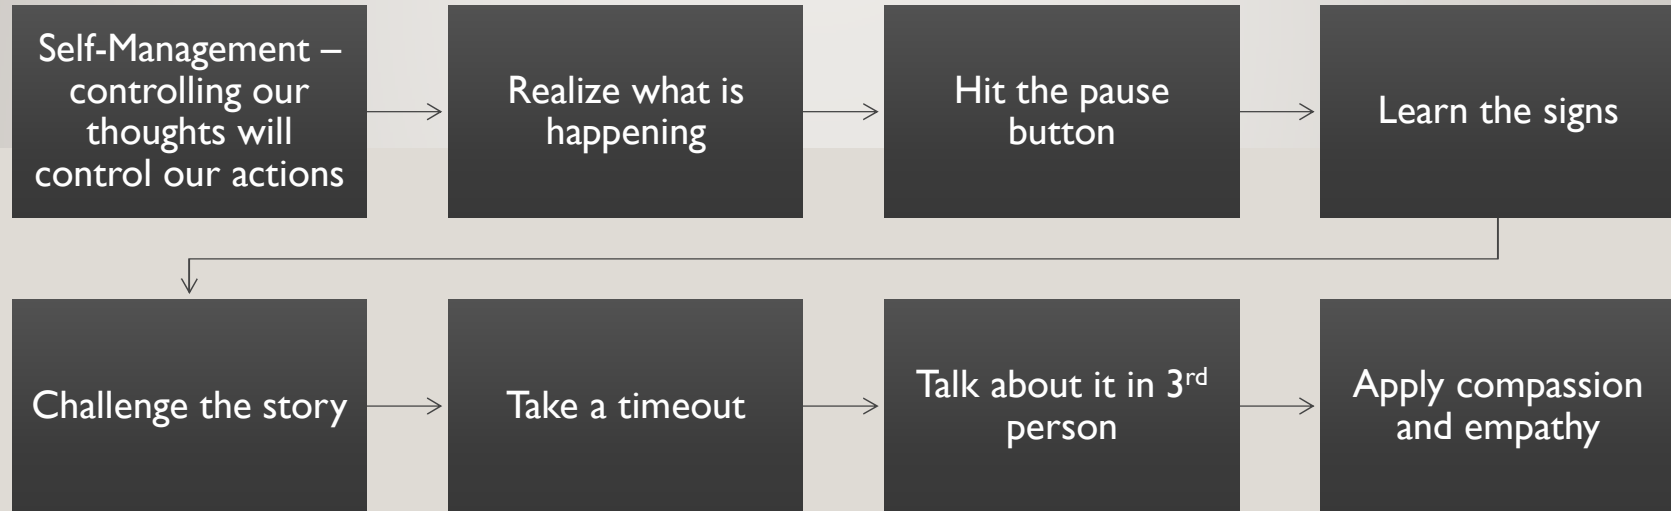 Self-Management –
controlling our
thoughts will
control our actions
Realize what is
happening
Hit the pause
button
Learn the signs
Challenge the story
Take a timeout
Talk about it in 3rd
person
Apply compassion
and empathy